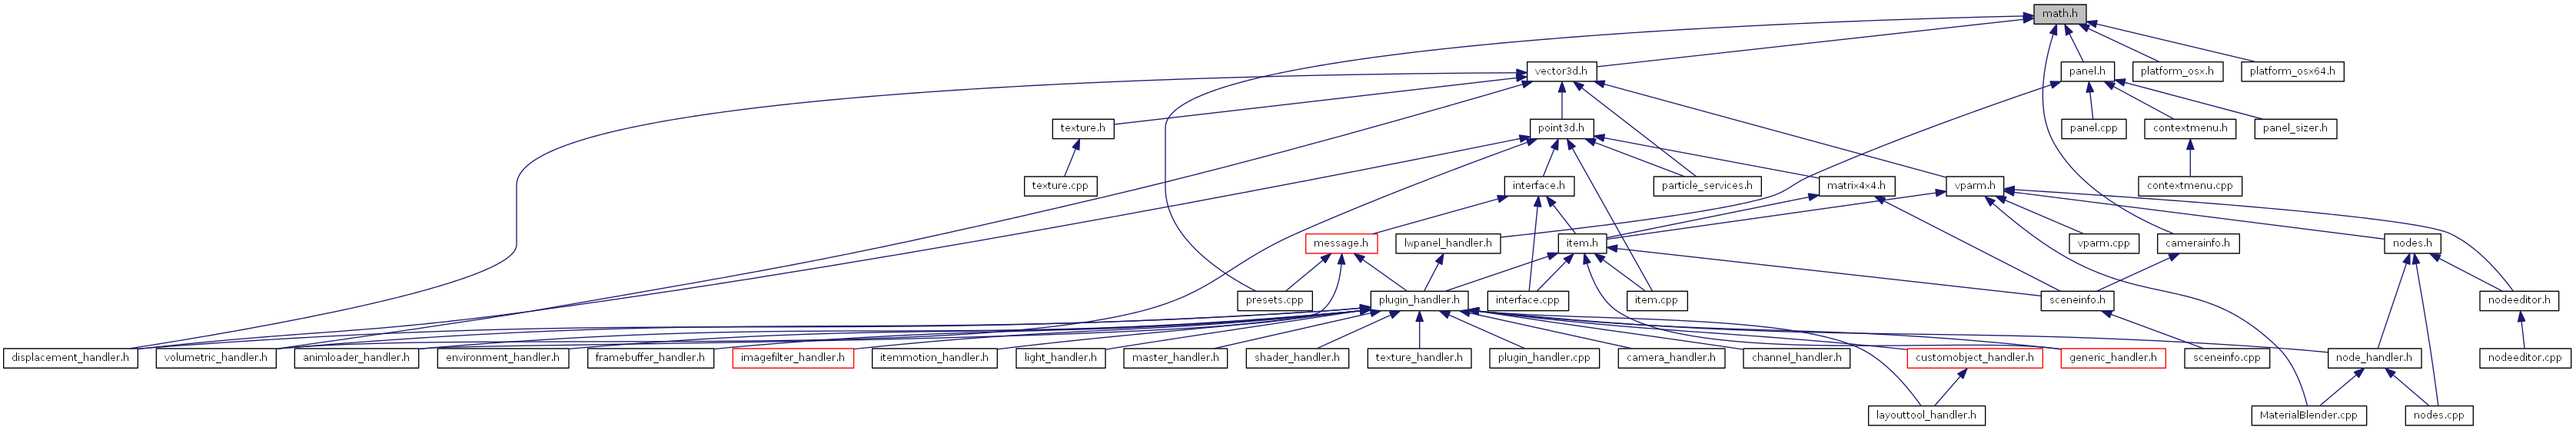 math.h
vector3d.h
panel.h
platform_osx.h
platform_osx64.h
texture.h
point3d.h
panel.cpp
contextmenu.h
panel_sizer.h
texture.cpp
interface.h
particle_services.h
matrix4x4.h
vparm.h
contextmenu.cpp
message.h
lwpanel_handler.h
item.h
vparm.cpp
camerainfo.h
nodes.h
presets.cpp
plugin_handler.h
interface.cpp
item.cpp
sceneinfo.h
nodeeditor.h
displacement_handler.h
volumetric_handler.h
animloader_handler.h
environment_handler.h
framebuffer_handler.h
imagefilter_handler.h
itemmotion_handler.h
light_handler.h
master_handler.h
shader_handler.h
texture_handler.h
plugin_handler.cpp
camera_handler.h
channel_handler.h
customobject_handler.h
generic_handler.h
sceneinfo.cpp
node_handler.h
nodeeditor.cpp
layouttool_handler.h
MaterialBlender.cpp
nodes.cpp